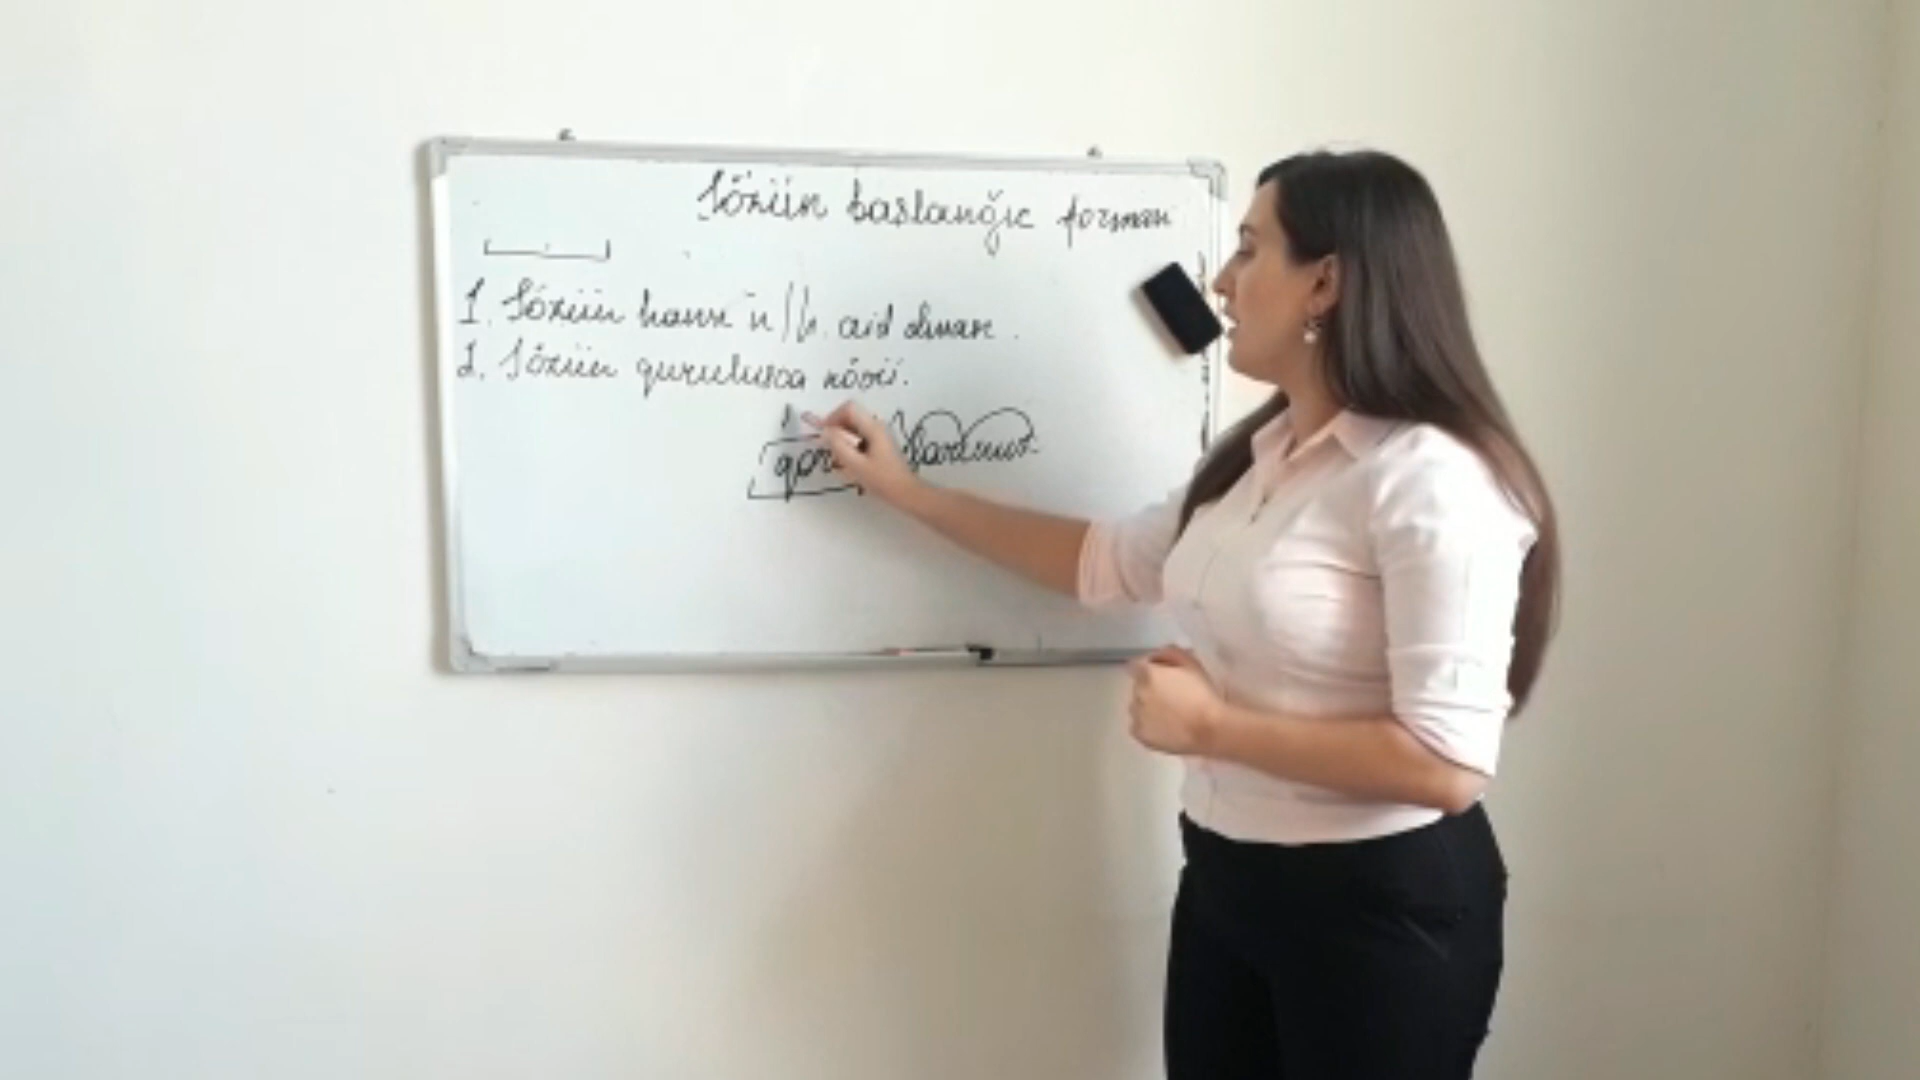 Sözün başlanğıc forması
1. Sözün hansı n/h. aid olması.
2. Sözün quruluşca növü.